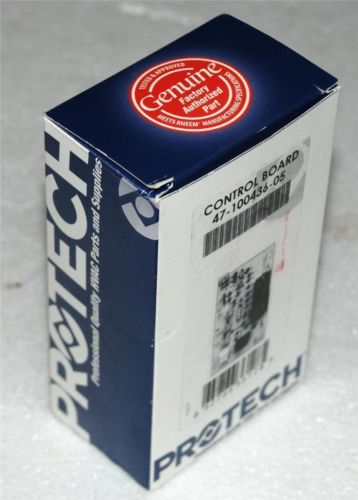 TESTED & APPROVED
Genuine
Factory
Authorized
Part
MEETS RHEEM® MANUFACTURING SPECIFICATIONS
CONTROL BOARD
47-100436-05
PROTECH
PROTECH
Professional Quality HVAC Parts and Supplies